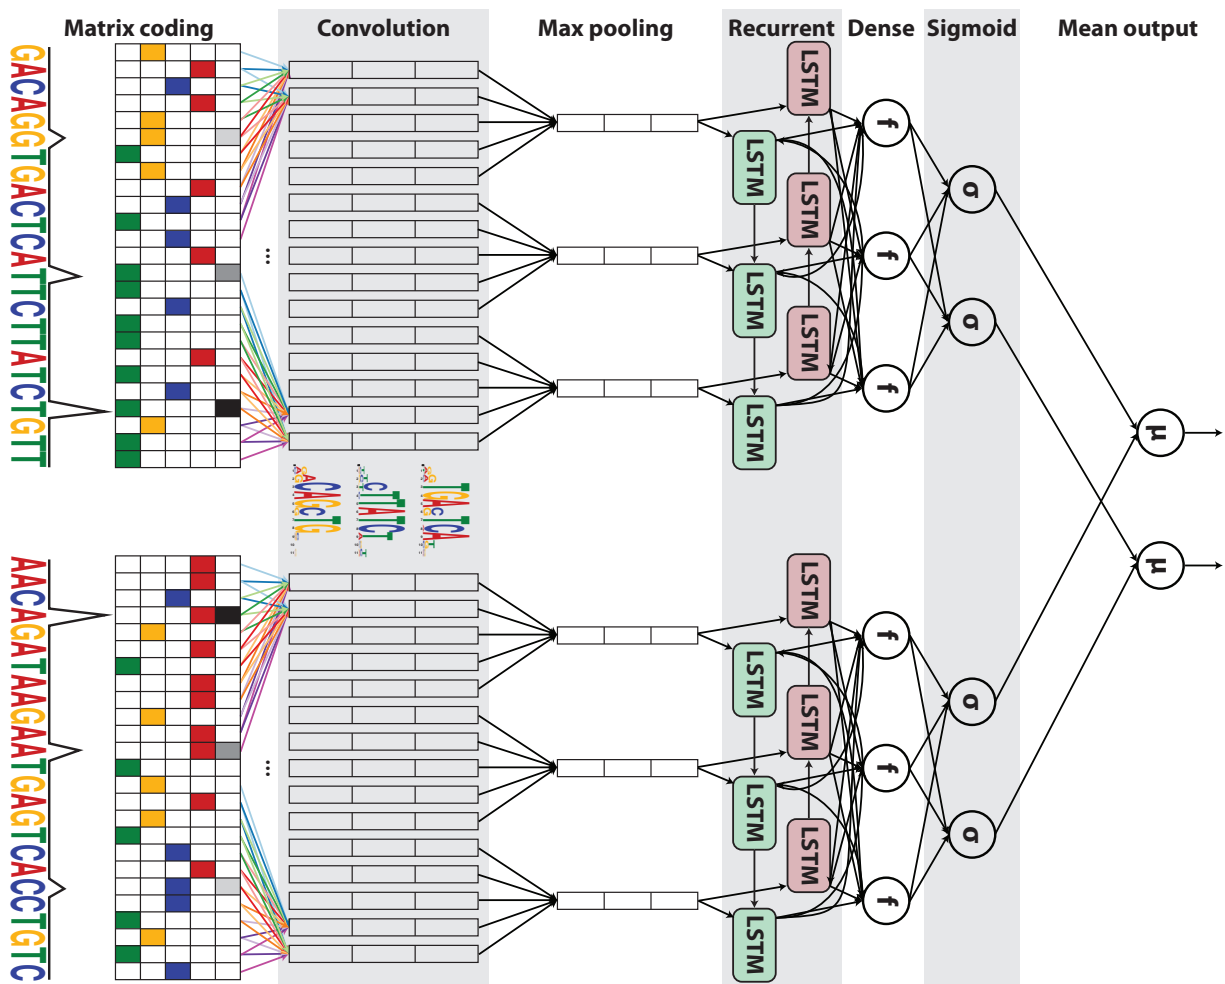 Matrix coding
Convolution
Max pooling
Recurrent
Dense
Sigmoid
Mean output
GACAGGTGACTCATTCTTATCTGTT
...
LSTM
LSTM
LSTM
LSTM
LSTM
LSTM
f
f
f
σ
σ
μ
μ
AACAGATAAGAATGAGTCACCTGTC
...
LSTM
LSTM
LSTM
LSTM
LSTM
LSTM
f
f
f
σ
σ